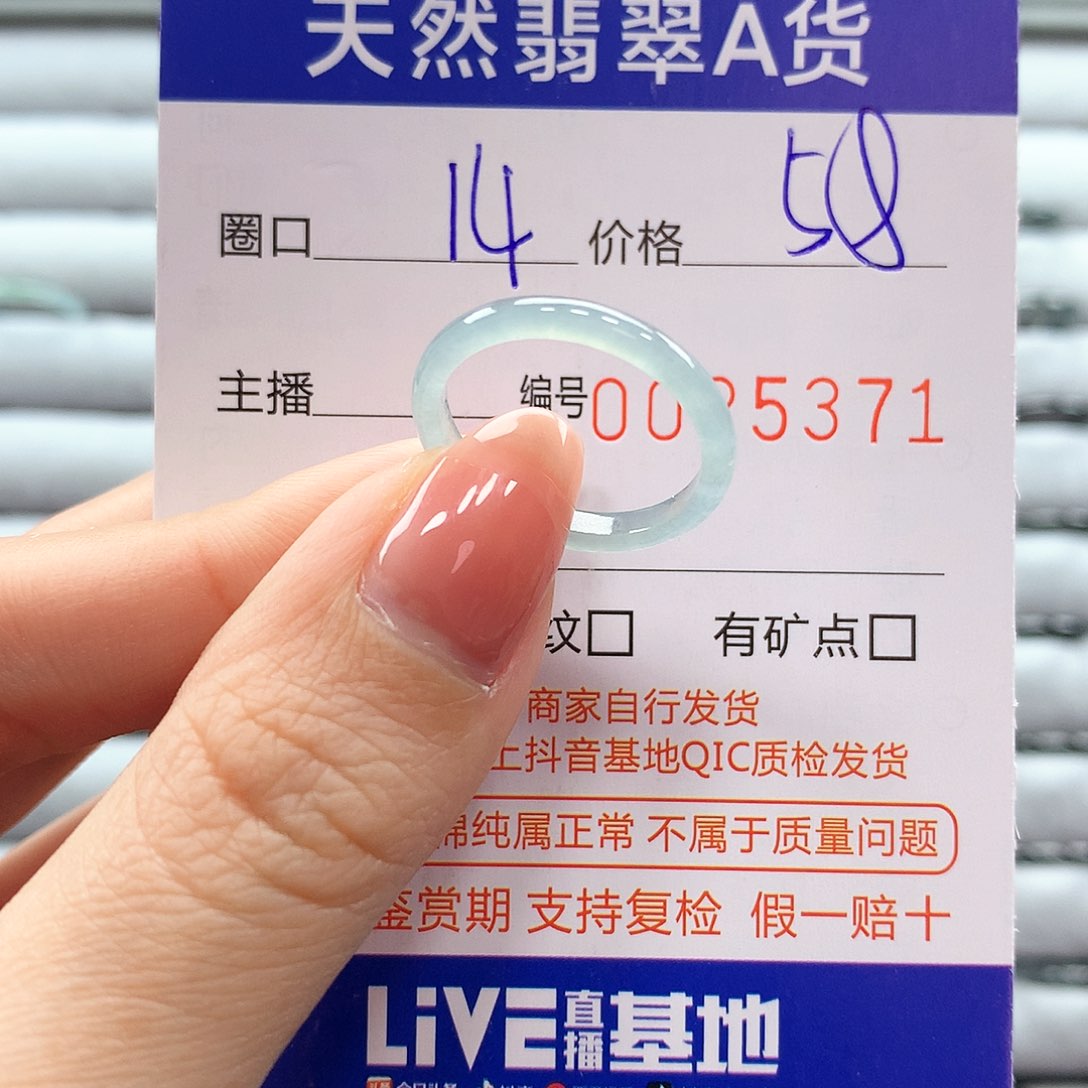 天然翡翠A货
圈口 14 价格 58
主播 编号 00 5371
纹□ 有矿点□
商家自行发货
上抖音基地QIC质检发货
棉纯属正常 不属于质量问题
鉴赏期 支持复检 假一赔十
LiVE直播基地